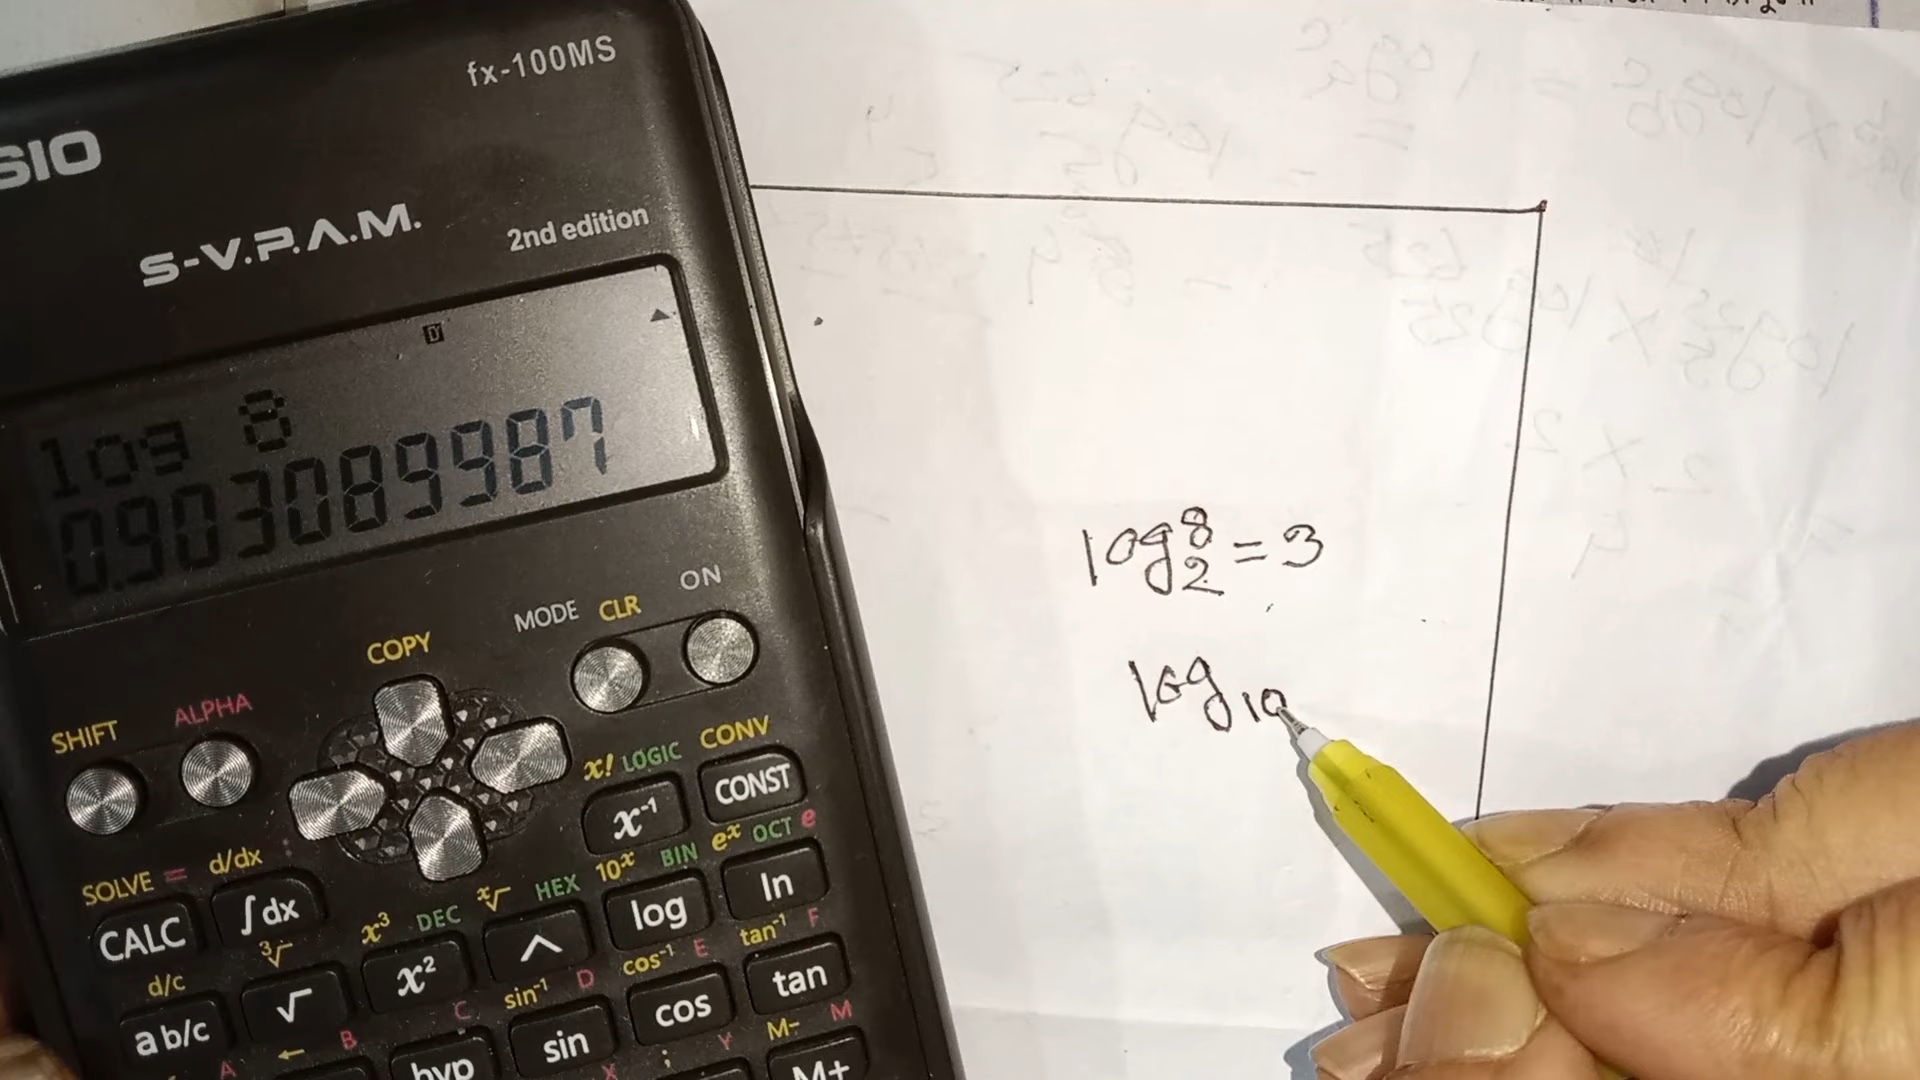 fx-100MS
SIO
S-V.P.A.M.
2nd edition
D
log 8
0.903089987
MODE CLR ON
COPY
SHIFT ALPHA
x! LOGIC CONV
x⁻¹ CONST
SOLVE = d/dx :
x√ HEX 10ˣ BIN eˣ OCT e
CALC ∫dx
log ln
³√ x³ DEC
x² ^
d/c
sin⁻¹ D cos⁻¹ E tan⁻¹ F
a b/c √
C
sin cos tan
A ← B
hyp
X ; Y M- M
M+
log₂⁸ = 3
log₁₀